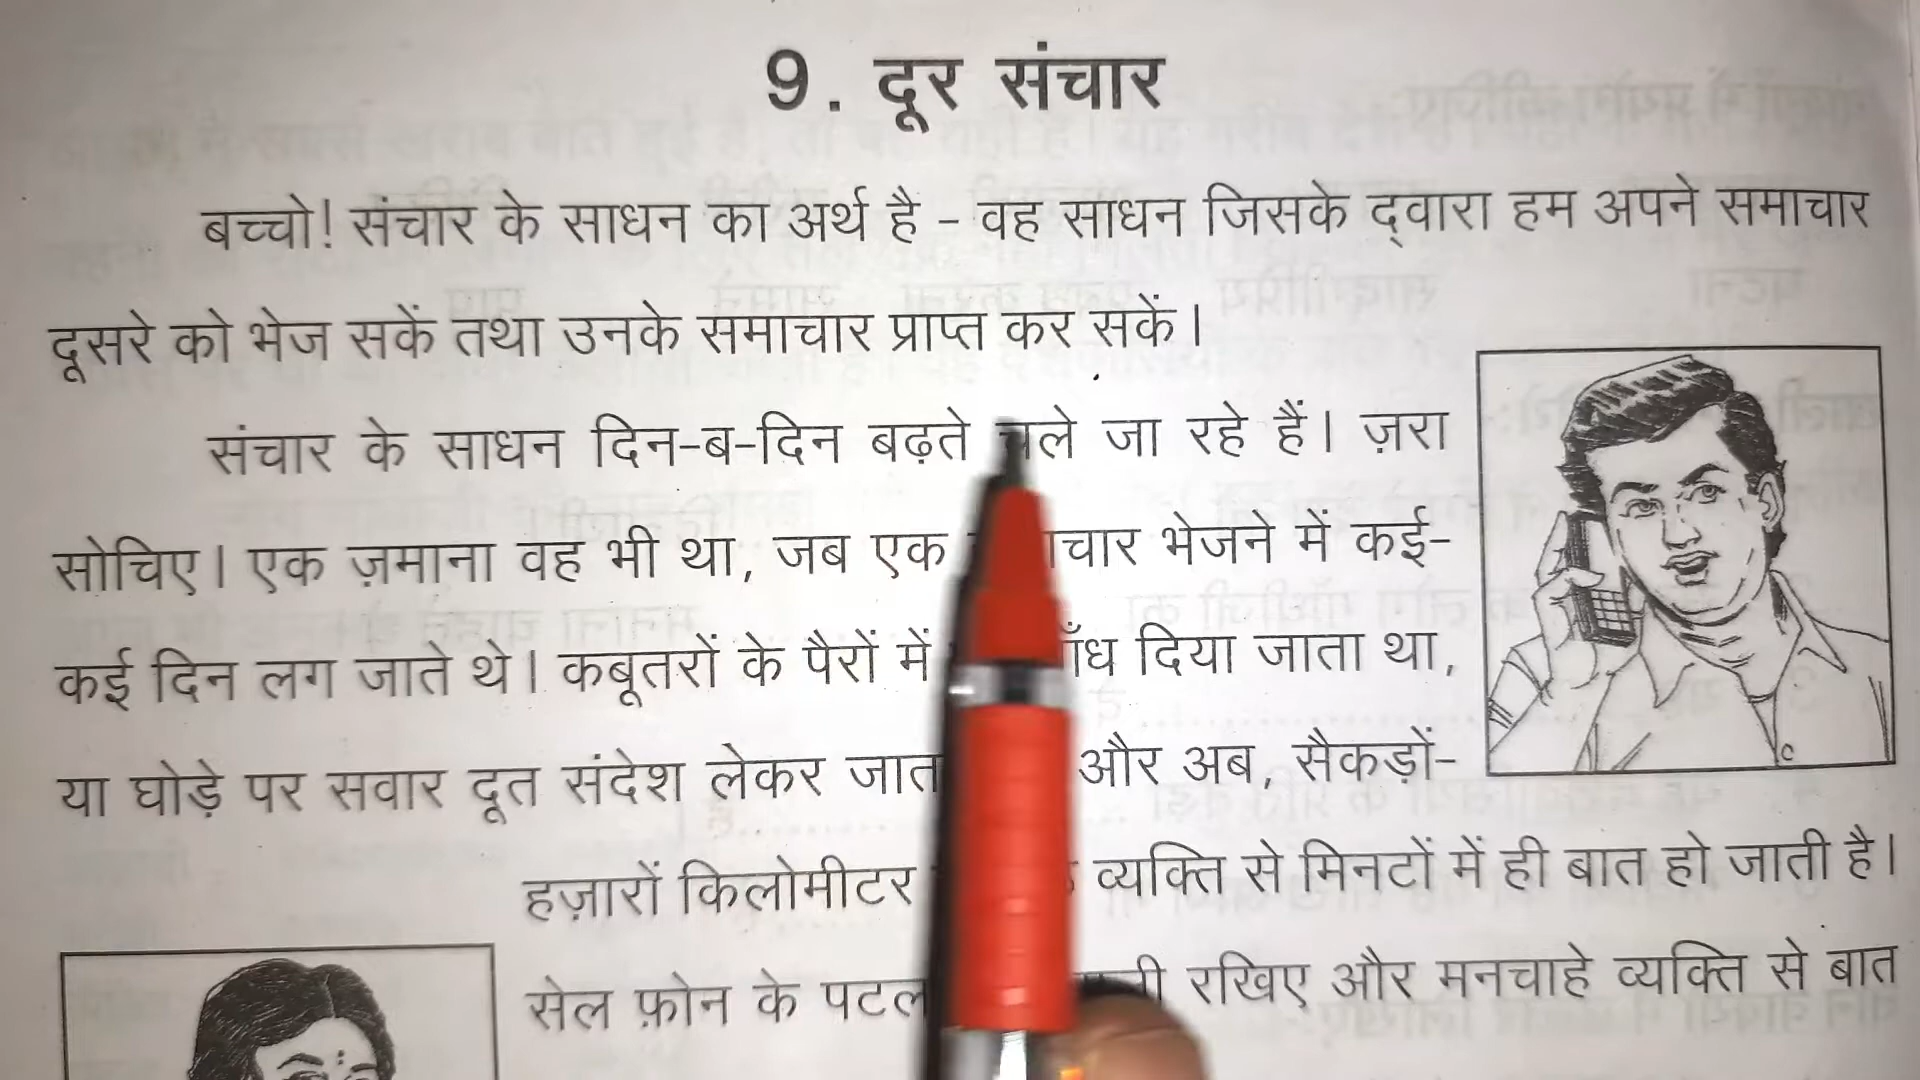 9. दूर संचार
बच्चो! संचार के साधन का अर्थ है - वह साधन जिसके द्‌वारा हम अपने समाचार
दूसरे को भेज सकें तथा उनके समाचार प्राप्त कर सकें।
संचार के साधन दिन-ब-दिन बढ़ते चले जा रहे हैं। ज़रा
सोचिए। एक ज़माना वह भी था, जब एक भेजने में कई-
कई दिन लग जाते थे। कबूतरों के पैरों में दिया जाता था,
या घोड़े पर सवार दूत संदेश लेकर और अब, सैकड़ों-
हज़ारों किलोमीटर व्यक्ति से मिनटों में ही बात हो जाती है।
सेल फ़ोन के रखिए और मनचाहे व्यक्ति से बात